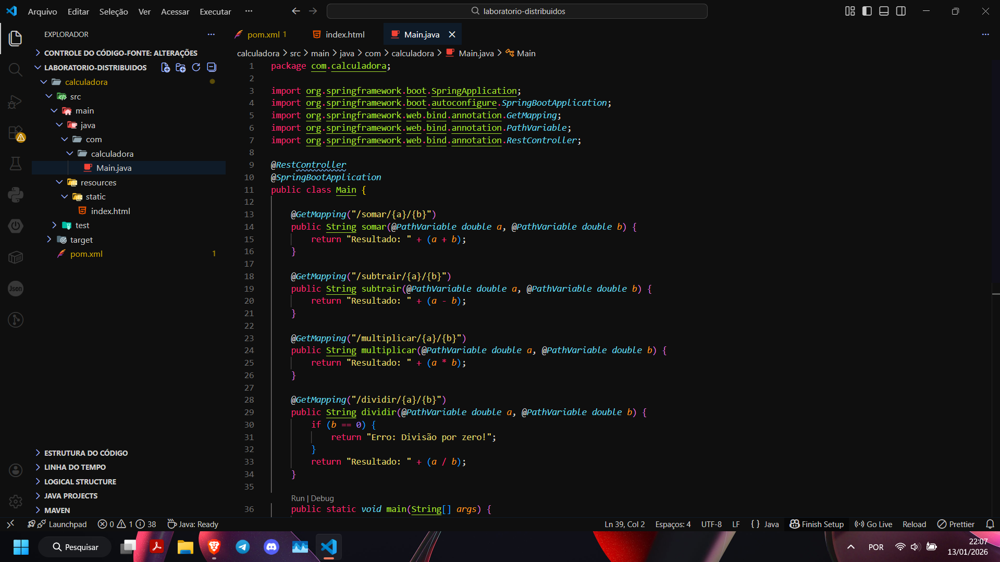 Arquivo Editar Seleção Ver Acessar Executar ··· laboratorio-distribuidos
EXPLORADOR ···
CONTROLE DO CÓDIGO-FONTE: ALTERAÇÕES
LABORATORIO-DISTRIBUIDOS
calculadora
src
main
java
com
calculadora
Main.java
resources
static
index.html
test
target
pom.xml 1
ESTRUTURA DO CÓDIGO
LINHA DO TEMPO
LOGICAL STRUCTURE
JAVA PROJECTS
MAVEN
Json
pom.xml 1 index.html Main.java ···
calculadora > src > main > java > com > calculadora > Main.java > Main
1 package com.calculadora;
2
3 import org.springframework.boot.SpringApplication;
4 import org.springframework.boot.autoconfigure.SpringBootApplication;
5 import org.springframework.web.bind.annotation.GetMapping;
6 import org.springframework.web.bind.annotation.PathVariable;
7 import org.springframework.web.bind.annotation.RestController;
8
9 @RestController
10 @SpringBootApplication
11 public class Main {
12
13 @GetMapping("/somar/{a}/{b}")
14 public String somar(@PathVariable double a, @PathVariable double b) {
15 return "Resultado: " + (a + b);
16 }
17
18 @GetMapping("/subtrair/{a}/{b}")
19 public String subtrair(@PathVariable double a, @PathVariable double b) {
20 return "Resultado: " + (a - b);
21 }
22
23 @GetMapping("/multiplicar/{a}/{b}")
24 public String multiplicar(@PathVariable double a, @PathVariable double b) {
25 return "Resultado: " + (a * b);
26 }
27
28 @GetMapping("/dividir/{a}/{b}")
29 public String dividir(@PathVariable double a, @PathVariable double b) {
30 if (b == 0) {
31 return "Erro: Divisão por zero!";
32 }
33 return "Resultado: " + (a / b);
34 }
35
Run | Debug
36 public static void main(String[] args) {
Launchpad 0 1 38 Java: Ready Ln 39, Col 2 Espaços: 4 UTF-8 LF { } Java Finish Setup Go Live Reload Prettier
Pesquisar POR 22:07
13/01/2026